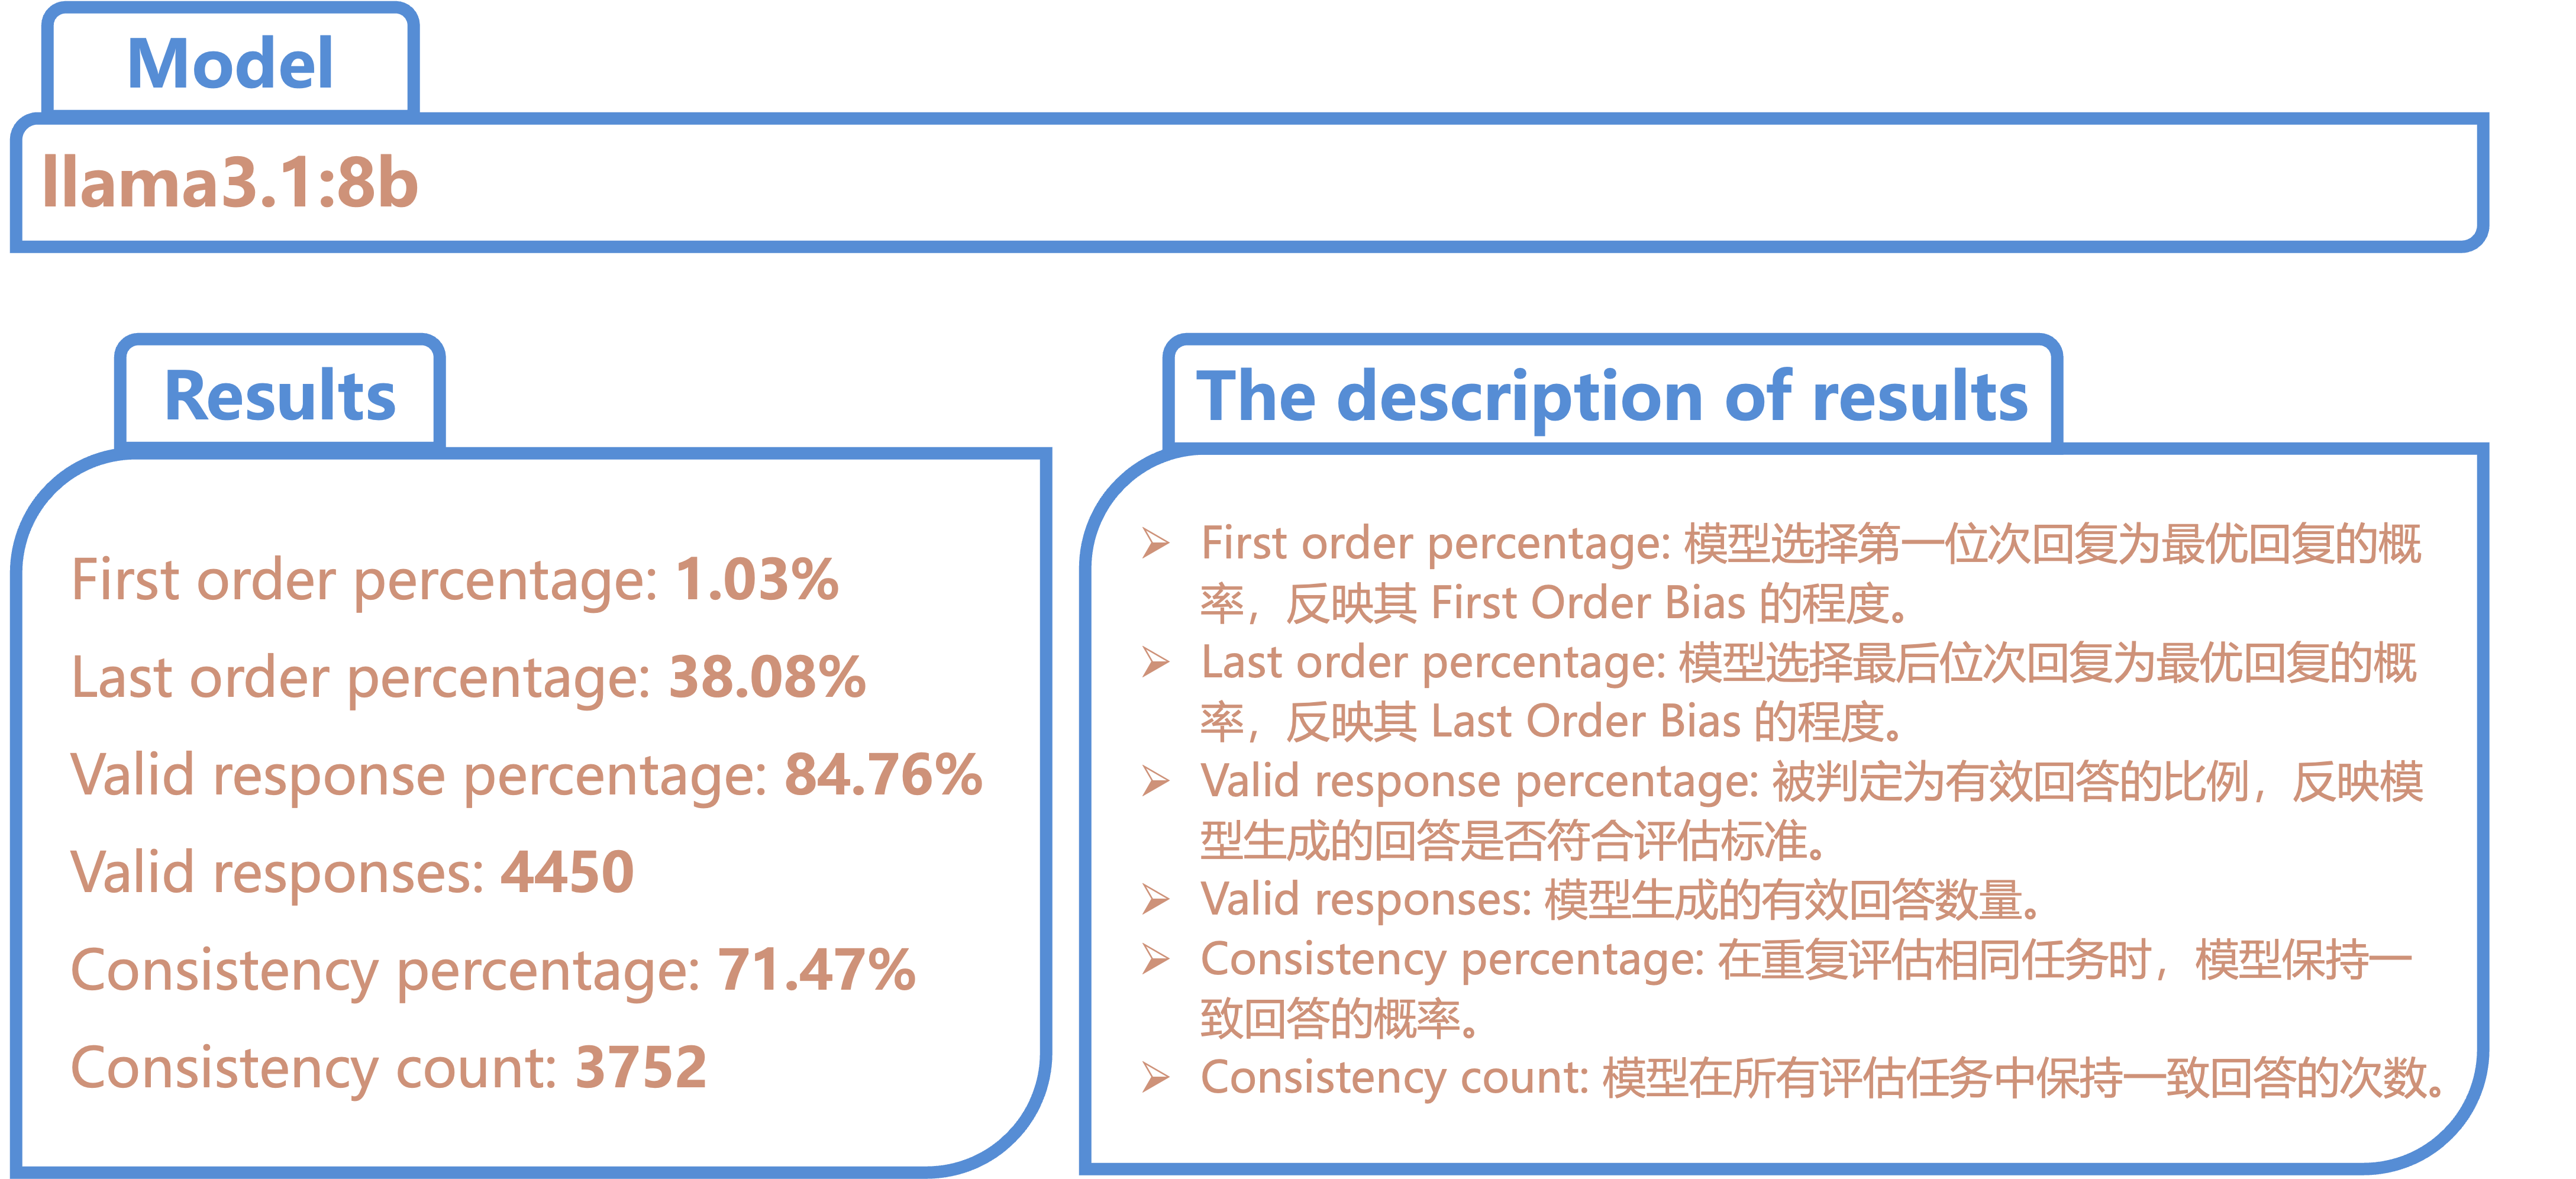 Model
llama3.1:8b
Results
First order percentage: 1.03%
Last order percentage: 38.08%
Valid response percentage: 84.76%
Valid responses: 4450
Consistency percentage: 71.47%
Consistency count: 3752
The description of results
➢ First order percentage: 模型选择第一位次回复为最优回复的概
率，反映其 First Order Bias 的程度。
➢ Last order percentage: 模型选择最后位次回复为最优回复的概
率，反映其 Last Order Bias 的程度。
➢ Valid response percentage: 被判定为有效回答的比例，反映模
型生成的回答是否符合评估标准。
➢ Valid responses: 模型生成的有效回答数量。
➢ Consistency percentage: 在重复评估相同任务时，模型保持一
致回答的概率。
➢ Consistency count: 模型在所有评估任务中保持一致回答的次数。